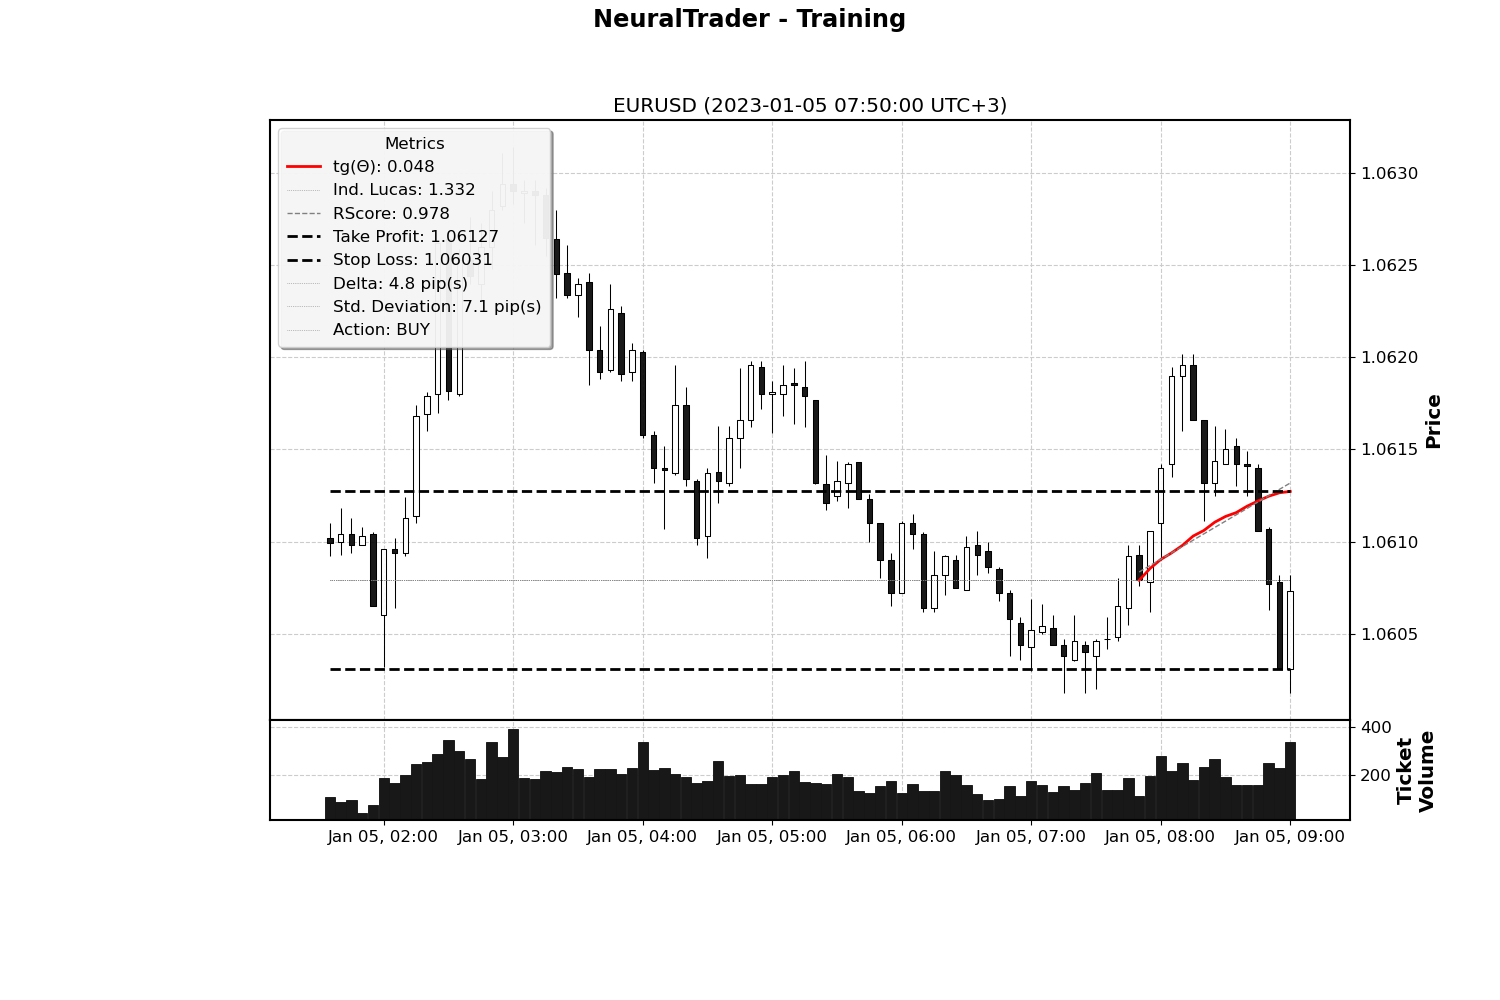 NeuralTrader - Training
EURUSD (2023-01-05 07:50:00 UTC+3)
Metrics
tg(Θ): 0.048
Ind. Lucas: 1.332
RScore: 0.978
Take Profit: 1.06127
Stop Loss: 1.06031
Delta: 4.8 pip(s)
Std. Deviation: 7.1 pip(s)
Action: BUY
1.0630
1.0625
1.0620
1.0615
1.0610
1.0605
Price
400
200
Ticket
Volume
Jan 05, 02:00
Jan 05, 03:00
Jan 05, 04:00
Jan 05, 05:00
Jan 05, 06:00
Jan 05, 07:00
Jan 05, 08:00
Jan 05, 09:00